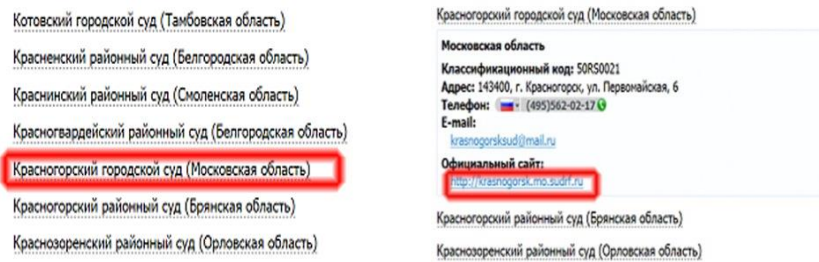 Котовский городской суд (Тамбовская область)
Красненский районный суд (Белгородская область)
Краснинский районный суд (Смоленская область)
Красногвардейский районный суд (Белгородская область)
Красногорский городской суд (Московская область)
Красногорский районный суд (Брянская область)
Краснозоренский районный суд (Орловская область)
Красногорский городской суд (Московская область)
Московская область
Классификационный код: 50RS0021
Адрес: 143400, г. Красногорск, ул. Первомайская, 6
Телефон: (495)562-02-17
E-mail:
krasnogorsksud@mail.ru
Официальный сайт:
http://krasnogorsk.mo.sudrf.ru
Красногорский районный суд (Брянская область)
Краснозоренский районный суд (Орловская область)